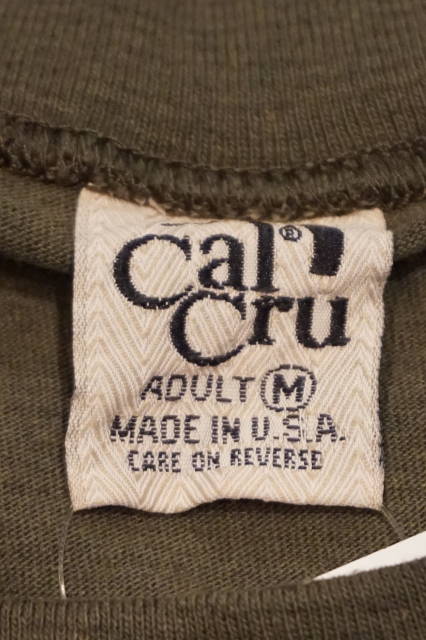 Cal®
Cru
ADULT M
MADE IN U.S.A.
CARE ON REVERSE